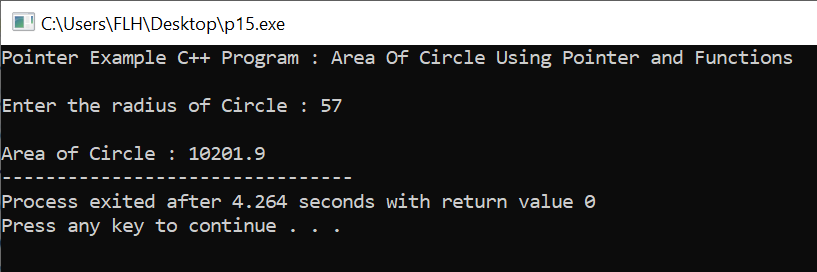 C:\Users\FLH\Desktop\p15.exe
Pointer Example C++ Program : Area Of Circle Using Pointer and Functions
Enter the radius of Circle : 57
Area of Circle : 10201.9
--------------------------------
Process exited after 4.264 seconds with return value 0
Press any key to continue . . .